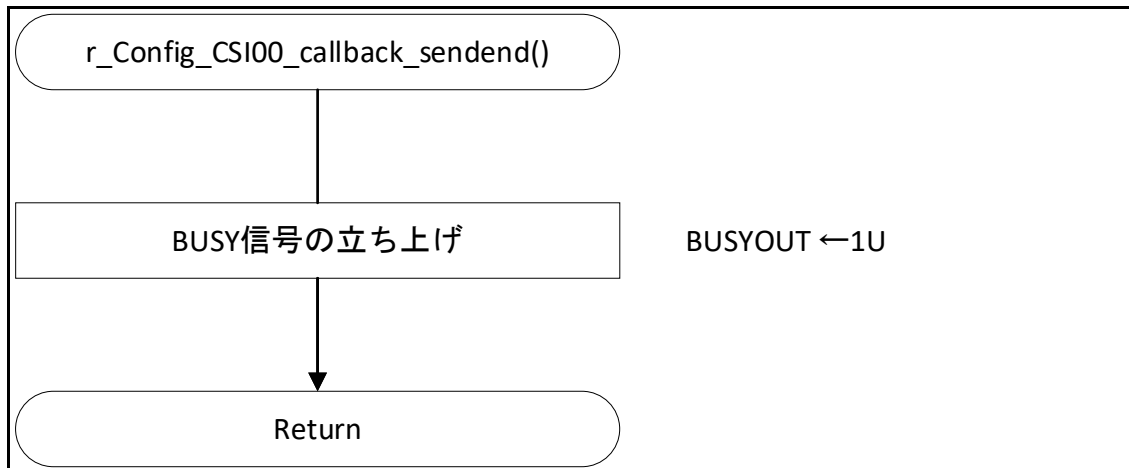 r_Config_CSI00_callback_sendend()
BUSY信号の立ち上げ BUSYOUT ←1U
Return